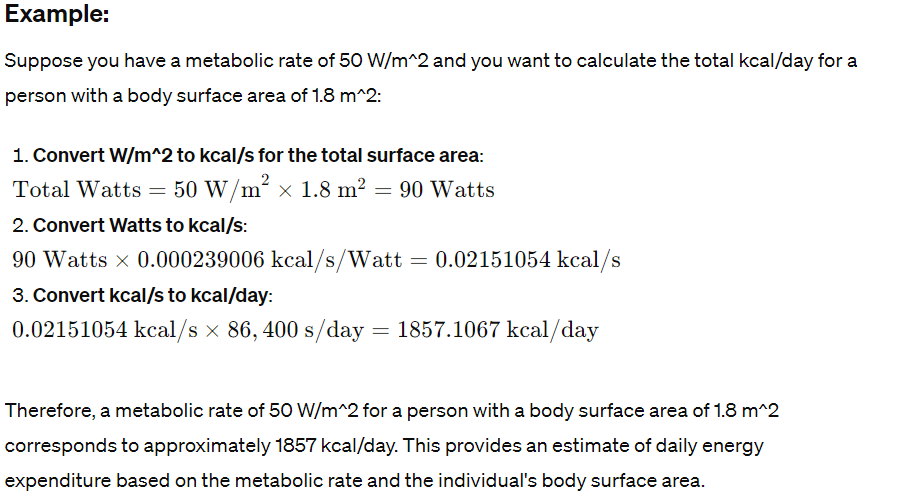 Example:
Suppose you have a metabolic rate of 50 W/m^2 and you want to calculate the total kcal/day for a
person with a body surface area of 1.8 m^2:
1. Convert W/m^2 to kcal/s for the total surface area:
Total Watts = 50 W/m² × 1.8 m² = 90 Watts
2. Convert Watts to kcal/s:
90 Watts × 0.000239006 kcal/s/Watt = 0.02151054 kcal/s
3. Convert kcal/s to kcal/day:
0.02151054 kcal/s × 86,400 s/day = 1857.1067 kcal/day
Therefore, a metabolic rate of 50 W/m^2 for a person with a body surface area of 1.8 m^2
corresponds to approximately 1857 kcal/day. This provides an estimate of daily energy
expenditure based on the metabolic rate and the individual's body surface area.